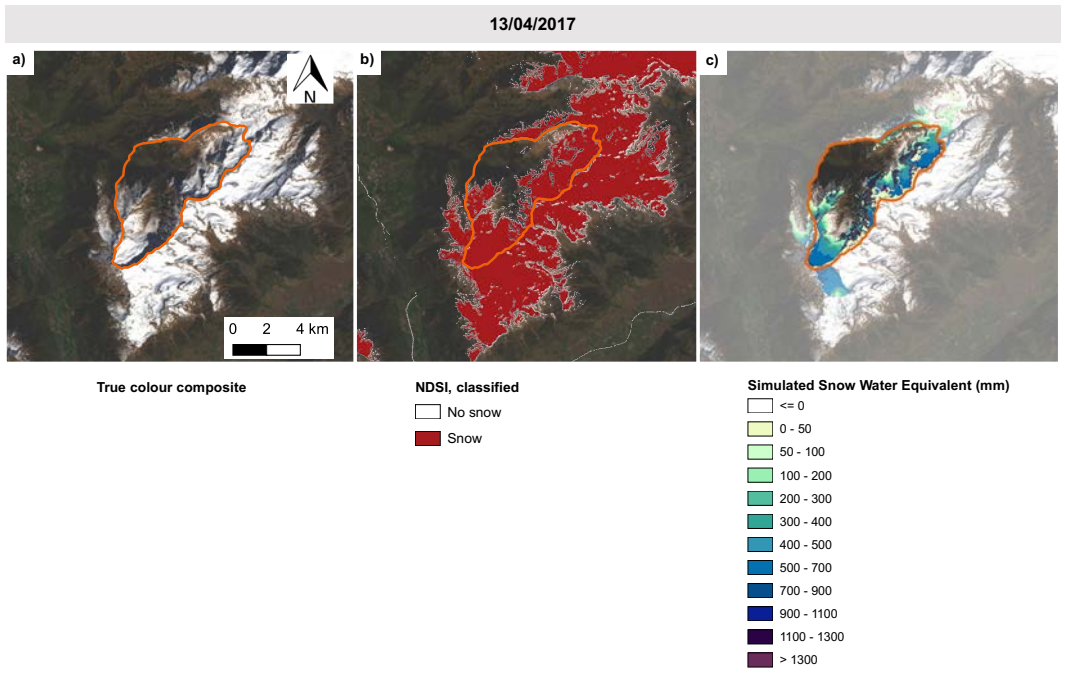 13/04/2017
a)
N
0 2 4 km
b)
c)
True colour composite
NDSI, classified
No snow
Snow
Simulated Snow Water Equivalent (mm)
<= 0
0 - 50
50 - 100
100 - 200
200 - 300
300 - 400
400 - 500
500 - 700
700 - 900
900 - 1100
1100 - 1300
> 1300